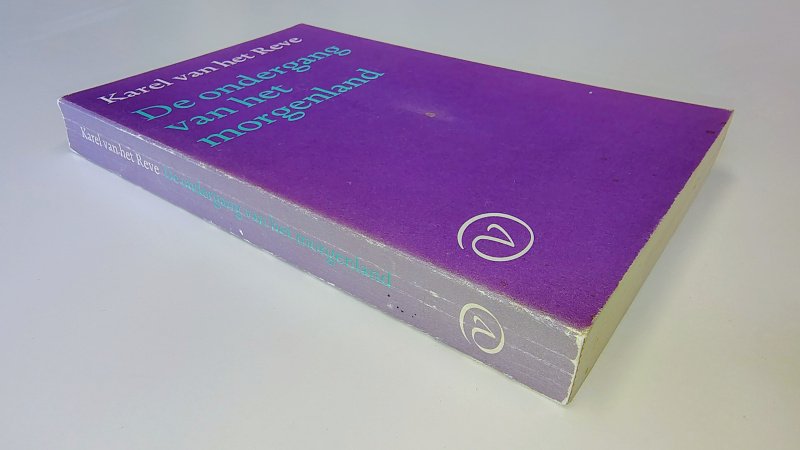 Karel van het Reve
De ondergang
van het
morgenland
Karel van het Reve De ondergang van het morgenland